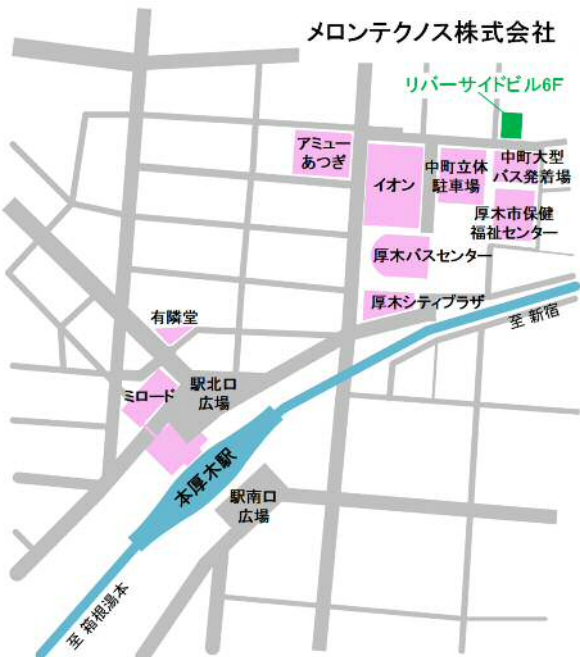 メロンテクノス株式会社
リバーサイドビル6F
アミュー
あつぎ
イオン
中町立体
駐車場
中町大型
バス発着場
厚木市保健
福祉センター
厚木バスセンター
厚木シティプラザ
至 新宿
有隣堂
駅北口
広場
ミロード
本厚木駅
駅南口
広場
至 箱根湯本